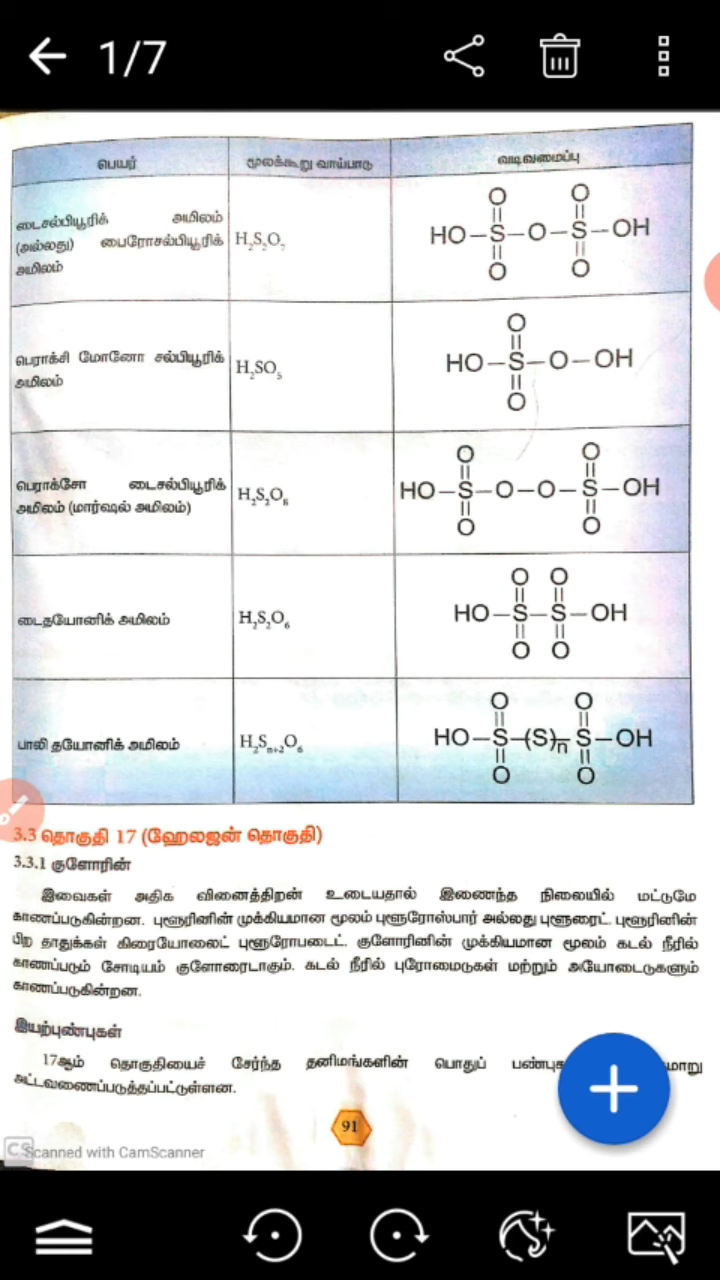 1/7
பெயர் மூலக்கூறு வாய்பாடு வடிவமைப்பு
டைசல்பியூரிக் அமிலம்
(அல்லது) பைரோசல்பியூரிக்
அமிலம்
H₂S₂O₇
O O
HO–S–O–S–OH
O O
பெராக்சி மோனோ சல்பியூரிக்
அமிலம்
H₂SO₅
O
HO–S–O–OH
O
பெராக்சோ டைசல்பியூரிக்
அமிலம் (மார்ஷல் அமிலம்)
H₂S₂O₈
O O
HO–S–O–O–S–OH
O O
டைதயோனிக் அமிலம்
H₂S₂O₆
O O
HO–S–S–OH
O O
பாலி தயோனிக் அமிலம்
H₂Sₙ₊₂O₆
O O
HO–S–(S)ₙ–S–OH
O O
3.3 தொகுதி 17 (ஹேலஜன் தொகுதி)
3.3.1 குளோரின்
இவைகள் அதிக வினைத்திறன் உடையதால் இணைந்த நிலையில் மட்டுமே
காணப்படுகின்றன. புளூரினின் முக்கியமான மூலம் புளூரோஸ்பார் அல்லது புளூரைட். புளூரினின்
பிற தாதுக்கள் கிரையோலைட் புளூரோபடைட். குளோரினின் முக்கியமான மூலம் கடல் நீரில்
காணப்படும் சோடியம் குளோரைடாகும். கடல் நீரில் புரோமைடுகள் மற்றும் அயோடைடுகளும்
காணப்படுகின்றன.
இயற்புண்புகள்
17ஆம் தொகுதியைச் சேர்ந்த தனிமங்களின் பொதுப்
அட்டவணைப்படுத்தப்பட்டுள்ளன.
91
CS Scanned with CamScanner